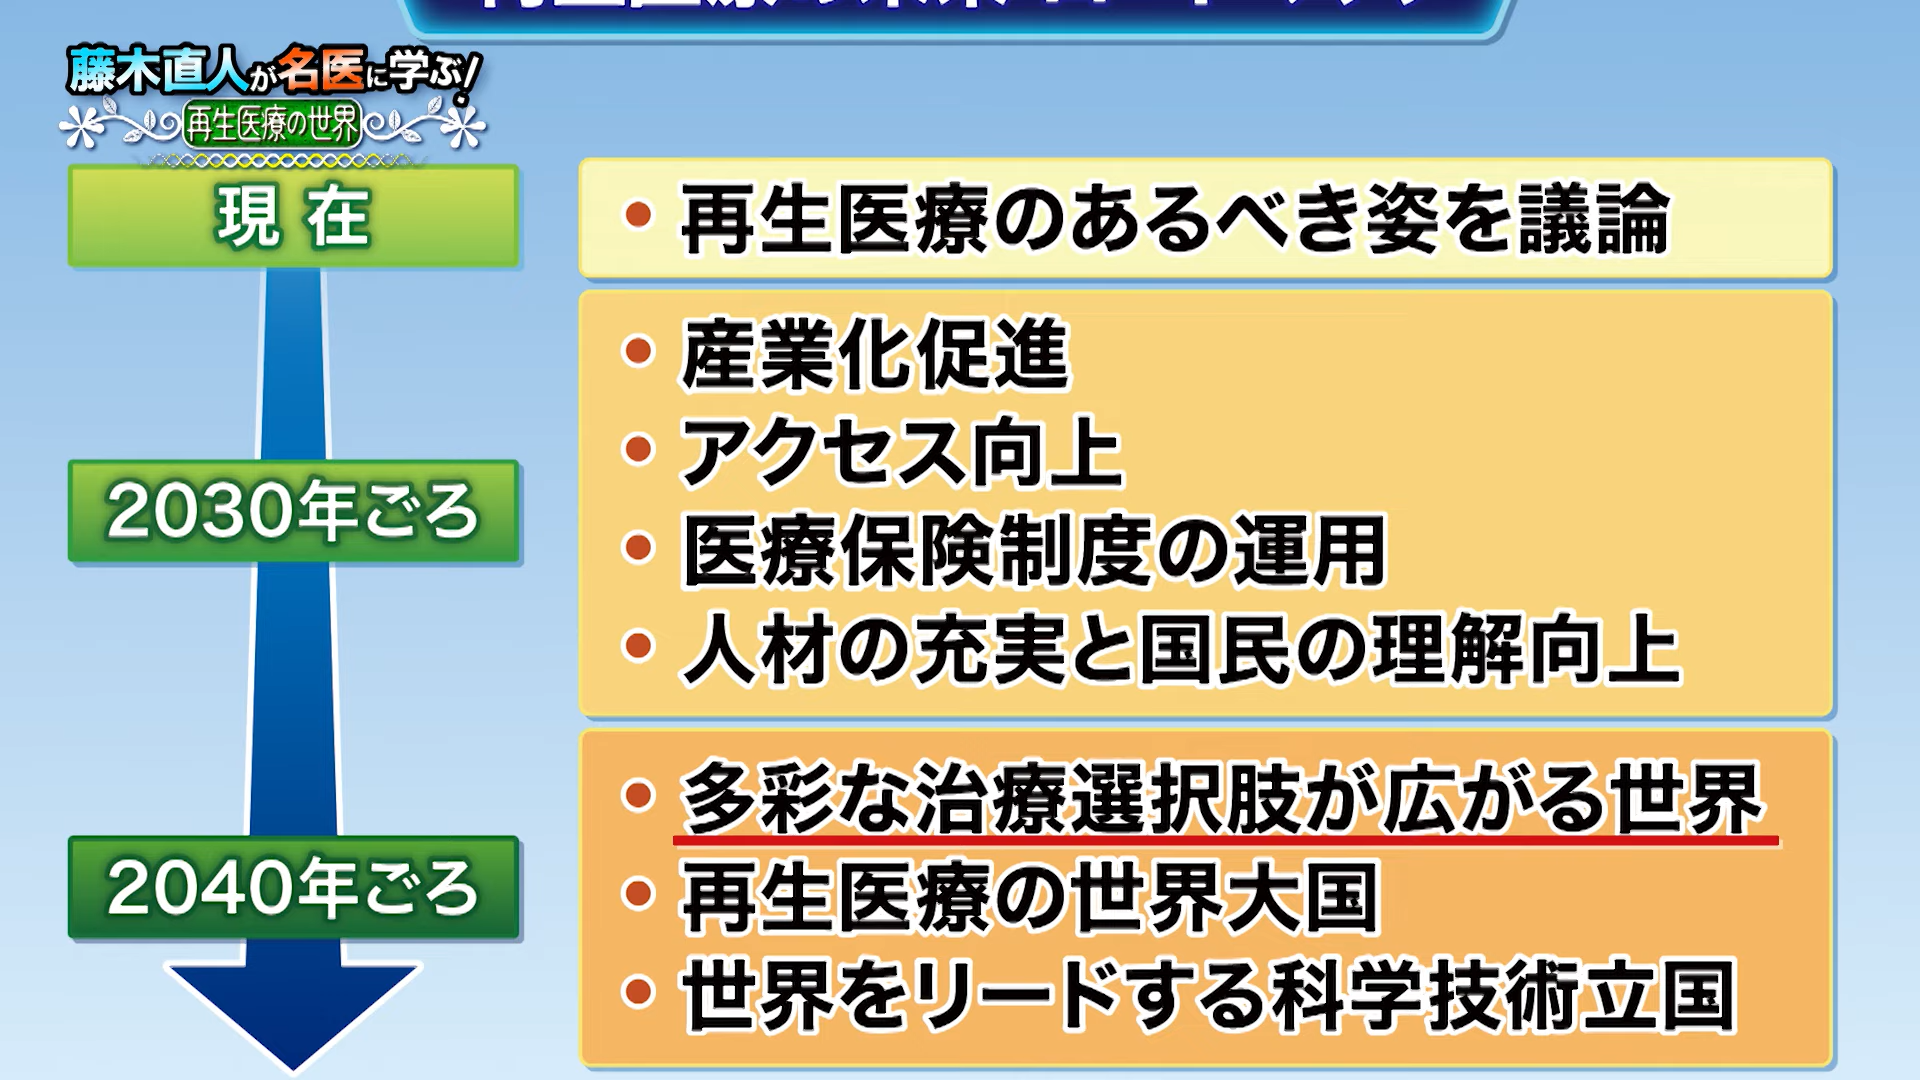 藤木直人が名医に学ぶ!
再生医療の世界
現在
・再生医療のあるべき姿を議論
・産業化促進
・アクセス向上
2030年ごろ
・医療保険制度の運用
・人材の充実と国民の理解向上
・多彩な治療選択肢が広がる世界
2040年ごろ
・再生医療の世界大国
・世界をリードする科学技術立国